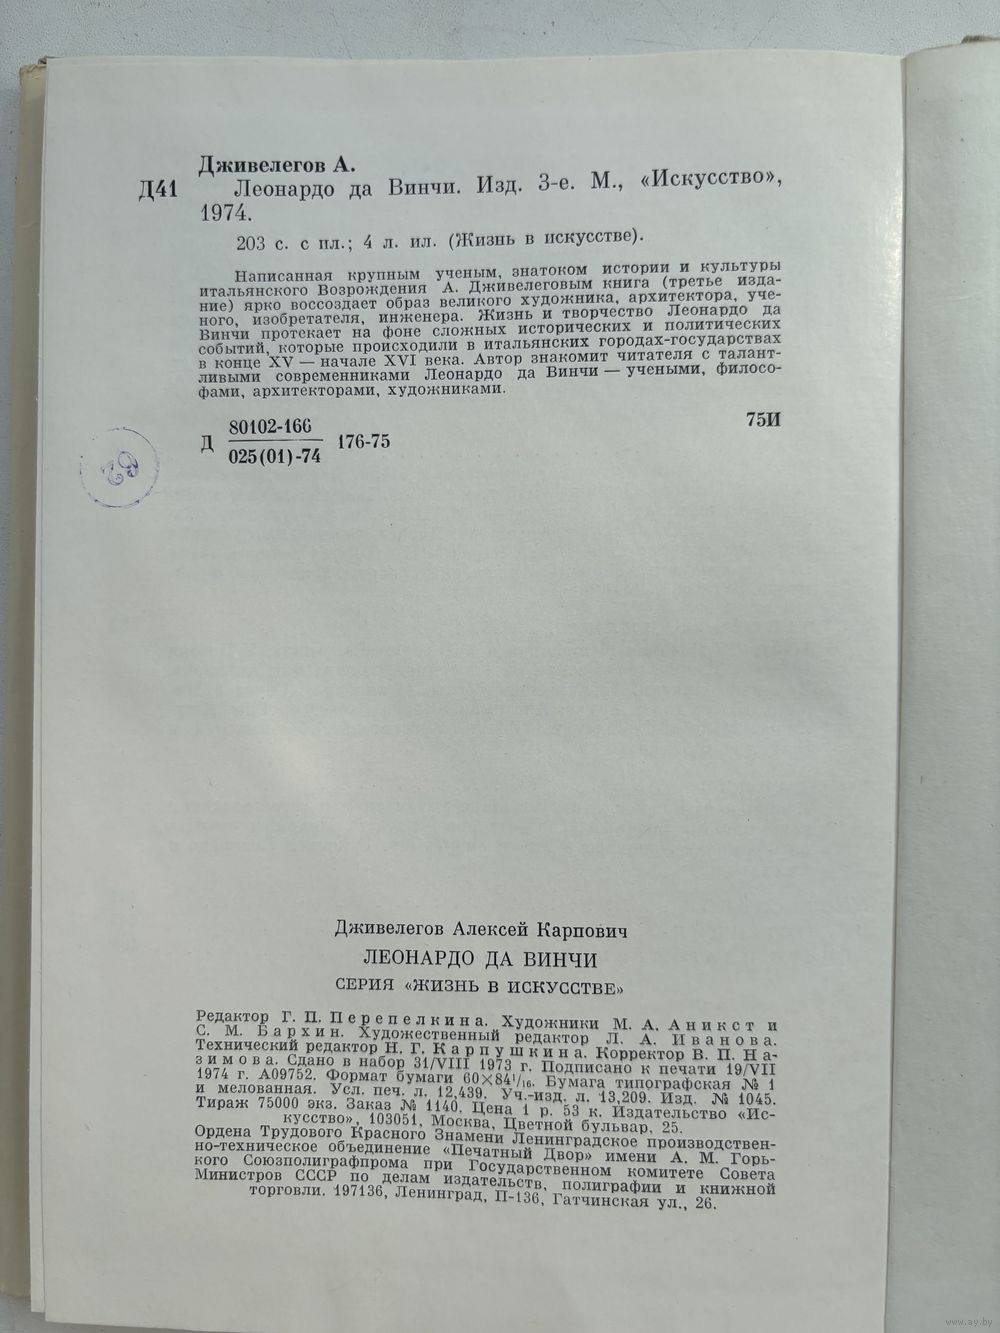 Дживелегов А.
Д41
Леонардо да Винчи. Изд. 3-е. М., «Искусство»,
1974.
203 с. с ил.; 4 л. ил. (Жизнь в искусстве).
Написанная крупным ученым, знатоком истории и культуры
итальянского Возрождения А. Дживелеговым книга (третье изда-
ние) ярко воссоздает образ великого художника, архитектора, уче-
ного, изобретателя, инженера. Жизнь и творчество Леонардо да
Винчи протекает на фоне сложных исторических и политических
событий, которые происходили в итальянских городах-государствах
в конце XV — начале XVI века. Автор знакомит читателя с талант-
ливыми современниками Леонардо да Винчи — учеными, филосо-
фами, архитекторами, художниками.
80102-166
Д 176-75
025(01)-74
75И
62
Дживелегов Алексей Карпович
ЛЕОНАРДО ДА ВИНЧИ
СЕРИЯ «ЖИЗНЬ В ИСКУССТВЕ»
Редактор Г. П. Перепелкина. Художники М. А. Аникст и
С. М. Бархин. Художественный редактор Л. А. Иванова.
Технический редактор Н. Г. Карпушкина. Корректор В. П. На-
зимова. Сдано в набор 31/VIII 1973 г. Подписано к печати 19/VII
1974 г. А09752. Формат бумаги 60×84¹/₁₆. Бумага типографская № 1
и мелованная. Усл. печ. л. 12,439. Уч.-изд. л. 13,209. Изд. № 1045.
Тираж 75000 экз. Заказ № 1140. Цена 1 р. 53 к. Издательство «Ис-
кусство», 103051, Москва, Цветной бульвар, 25.
Ордена Трудового Красного Знамени Ленинградское производствен-
но-техническое объединение «Печатный Двор» имени А. М. Горь-
кого Союзполиграфпрома при Государственном комитете Совета
Министров СССР по делам издательств, полиграфии и книжной
торговли. 197136, Ленинград, П-136, Гатчинская ул., 26.
www.ay.by